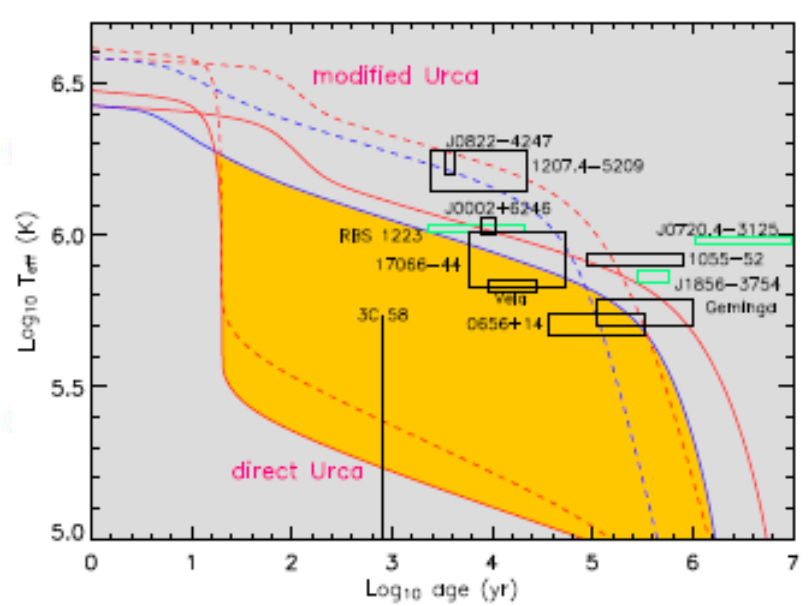 6.5
modified Urca
J0822−4247
1207.4−5209
J0002+6246
6.0
RBS 1223
J0720.4−3125
17066−44
1055−52
J1856−3754
Vela
Geminga
3C 58
0656+14
5.5
direct Urca
5.0
0 1 2 3 4 5 6 7
Log₁₀ age (yr)
Log₁₀ Teff (K)